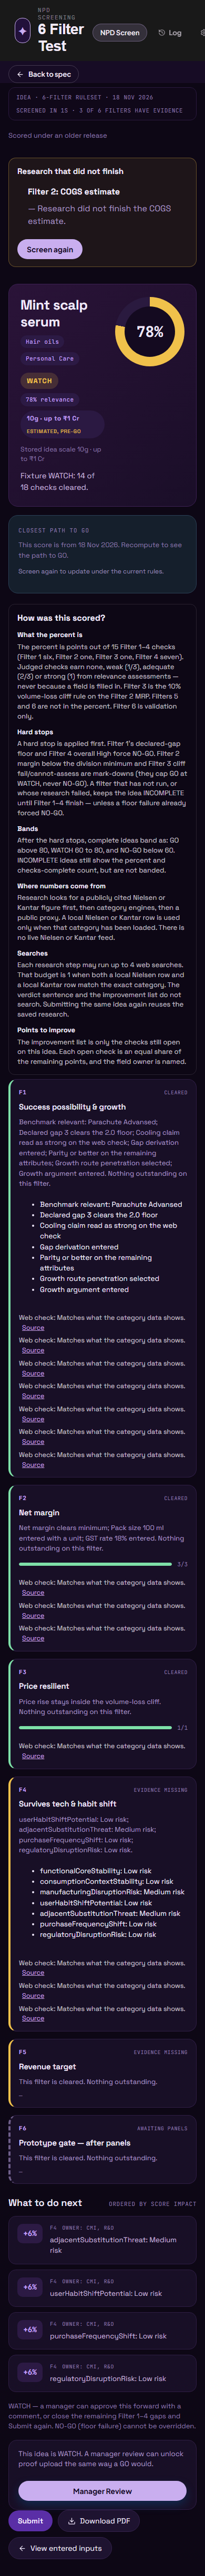 NPD
SCREENING
6 Filter
Test
NPD Screen
Log
Back to spec
IDEA · 6-FILTER RULESET · 18 NOV 2026
SCREENED IN 1S · 3 OF 6 FILTERS HAVE EVIDENCE
Scored under an older release
Research that did not finish
Filter 2: COGS estimate
— Research did not finish the COGS
estimate.
Screen again
Mint scalp
serum
Hair oils
Personal Care
WATCH
78% relevance
10g · up to ₹1 Cr
ESTIMATED, PRE-GO
Stored Idea scale 10g · up
to ₹1 Cr
Fixture WATCH: 14 of
18 checks cleared.
78%
CLOSEST PATH TO GO
This score is from 18 Nov 2026. Recompute to see
the path to GO.
Screen again to update under the current rules.
How was this scored?
What the percent is
The percent is points out of 15 Filter 1–4 checks
(Filter 1 six, Filter 2 one, Filter 3 one, Filter 4 seven).
Judged checks earn none, weak (1/3), adequate
(2/3) or strong (1) from relevance assessments —
never because a field is filled in. Filter 3 is the 10%
volume-loss cliff rule on the Filter 2 MRP. Filters 5
and 6 are not in the percent. Filter 6 is validation
only.
Hard stops
A hard stop is applied first. Filter 1's declared-gap
floor and Filter 4 overall High force NO-GO. Filter 2
margin below the division minimum and Filter 3 cliff
fail/cannot-assess are mark-downs (they cap GO at
WATCH, never NO-GO). A filter that has not run, or
whose research failed, keeps the idea INCOMPLETE
until Filter 1–4 finish — unless a floor failure already
forced NO-GO.
Bands
After the hard stops, complete Ideas band as: GO
above 80, WATCH 60 to 80, and NO-GO below 60.
INCOMPLETE Ideas still show the percent and
checks-complete count, but are not banded.
Where numbers come from
Research looks for a publicly cited Nielsen or
Kantar figure first, then category engines, then a
public proxy. A local Nielsen or Kantar row is used
only when that category has been loaded. There is
no live Nielsen or Kantar feed.
Searches
Each research step may run up to 4 web searches.
That budget is 1 when both a local Nielsen row and
a local Kantar row match the exact category. The
verdict sentence and the Improvement list do not
search. Submitting the same Idea again reuses the
saved research.
Points to improve
The Improvement list is only the checks still open
on this Idea. Each open check is an equal share of
the remaining points, and the field owner is named.
F1
CLEARED
Success possibility & growth
Benchmark relevant: Parachute Advansed;
Declared gap 3 clears the 2.0 floor; Cooling claim
read as strong on the web check; Gap derivation
entered; Parity or better on the remaining
attributes; Growth route penetration selected;
Growth argument entered. Nothing outstanding on
this filter.
• Benchmark relevant: Parachute Advansed
• Declared gap 3 clears the 2.0 floor
• Cooling claim read as strong on the web
check
• Gap derivation entered
• Parity or better on the remaining
attributes
• Growth route penetration selected
• Growth argument entered
Web check: Matches what the category data shows.
Source
Web check: Matches what the category data shows.
Source
Web check: Matches what the category data shows.
Source
Web check: Matches what the category data shows.
Source
Web check: Matches what the category data shows.
Source
Web check: Matches what the category data shows.
Source
Web check: Matches what the category data shows.
Source
F2
CLEARED
Net margin
Net margin clears minimum; Pack size 100 ml
entered with a unit; GST rate 18% entered. Nothing
outstanding on this filter.
3/3
Web check: Matches what the category data shows.
Source
Web check: Matches what the category data shows.
Source
Web check: Matches what the category data shows.
Source
F3
CLEARED
Price resilient
Price rise stays inside the volume-loss cliff.
Nothing outstanding on this filter.
1/1
Web check: Matches what the category data shows.
Source
F4
EVIDENCE MISSING
Survives tech & habit shift
userHabitShiftPotential: Low risk;
adjacentSubstitutionThreat: Medium risk;
purchaseFrequencyShift: Low risk;
regulatoryDisruptionRisk: Low risk.
• functionalCoreStability: Low risk
• consumptionContextStability: Low risk
• manufacturingDisruptionRisk: Medium risk
• userHabitShiftPotential: Low risk
• adjacentSubstitutionThreat: Medium risk
• purchaseFrequencyShift: Low risk
• regulatoryDisruptionRisk: Low risk
Web check: Matches what the category data shows.
Source
Web check: Matches what the category data shows.
Source
Web check: Matches what the category data shows.
Source
F5
EVIDENCE MISSING
Revenue target
This filter is cleared. Nothing outstanding.
—
F6
AWAITING PANELS
Prototype gate — after panels
This filter is cleared. Nothing outstanding.
—
What to do next
ORDERED BY SCORE IMPACT
+6%
F4 OWNER: CMI, R&D
adjacentSubstitutionThreat: Medium
risk
+6%
F4 OWNER: CMI, R&D
userHabitShiftPotential: Low risk
+6%
F4 OWNER: CMI, R&D
purchaseFrequencyShift: Low risk
+6%
F4 OWNER: CMI, R&D
regulatoryDisruptionRisk: Low risk
WATCH — a manager can approve this forward with a
comment, or close the remaining Filter 1–4 gaps and
Submit again. NO-GO (floor failure) cannot be overridden.
This idea is WATCH. A manager review can unlock
proof upload the same way a GO would.
Manager Review
Submit
Download PDF
View entered inputs